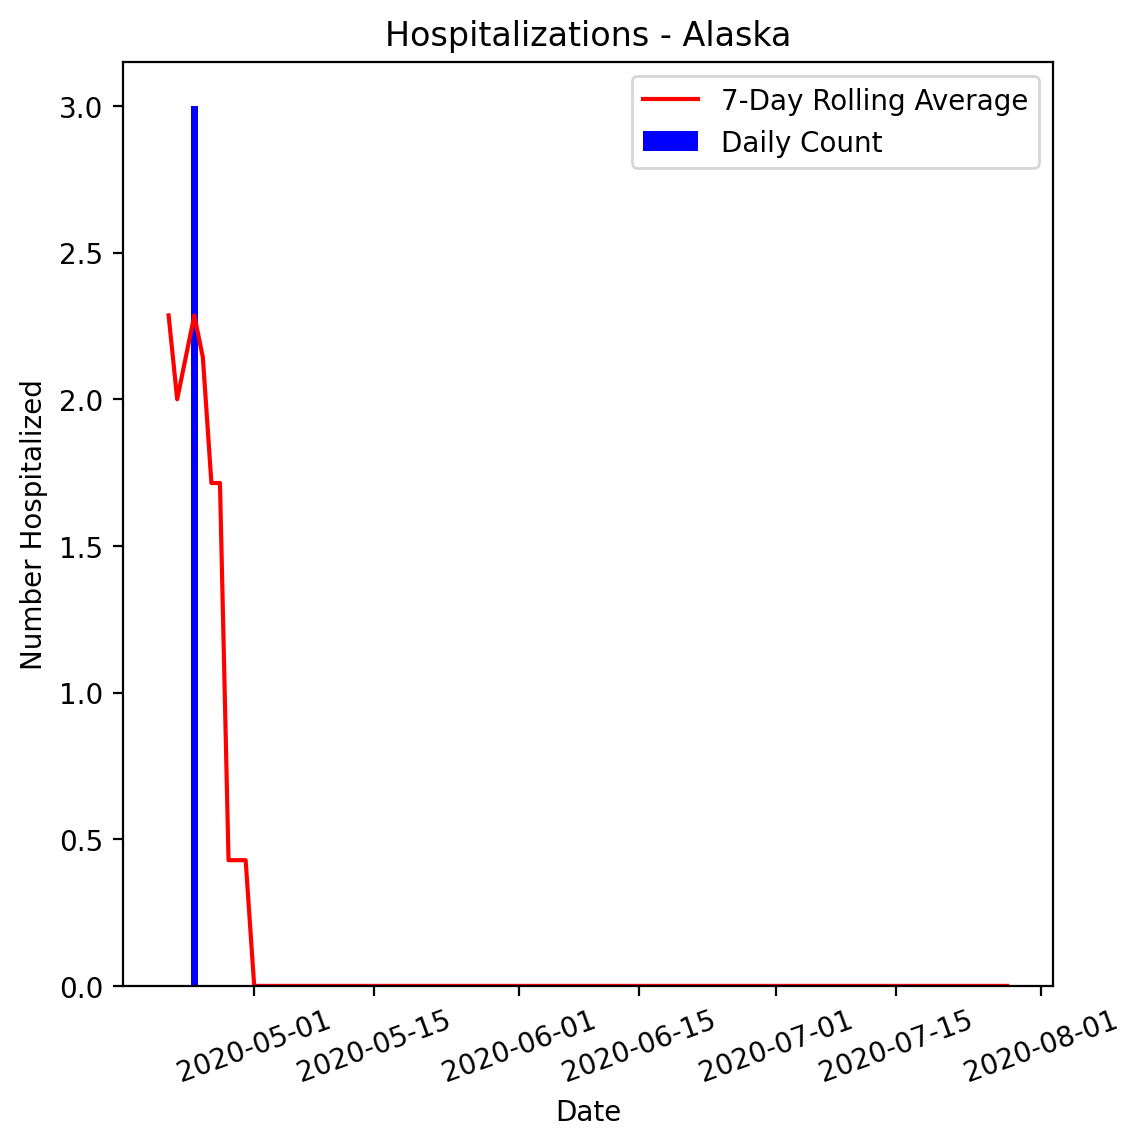 Hospitalizations - Alaska
7-Day Rolling Average
Daily Count
3.0
2.5
2.0
1.5
1.0
0.5
0.0
Number Hospitalized
2020-05-01
2020-05-15
2020-06-01
2020-06-15
2020-07-01
2020-07-15
2020-08-01
Date